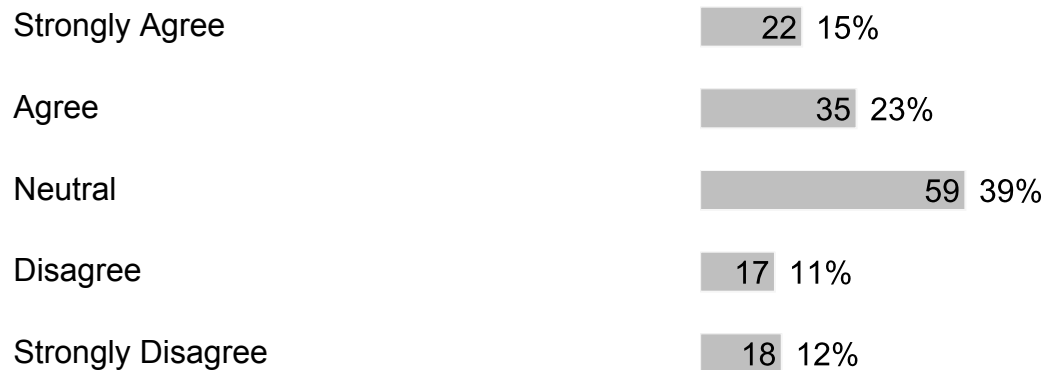 Strongly Agree 22 15%
Agree 35 23%
Neutral 59 39%
Disagree 17 11%
Strongly Disagree 18 12%